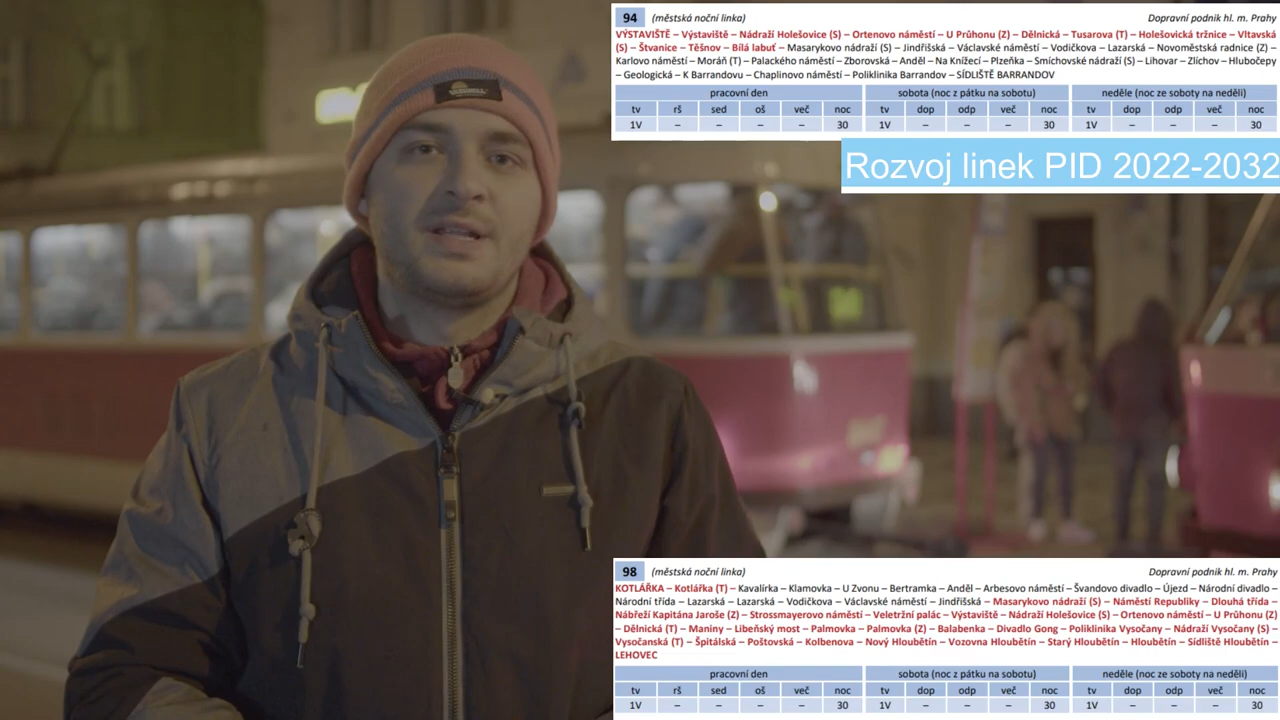 94 (městská noční linka) Dopravní podnik hl. m. Prahy
VÝSTAVIŠTĚ – Výstaviště – Nádraží Holešovice (S) – Ortenovo náměstí – U Průhonu (Z) – Dělnická – Tusarova (T) – Holešovická tržnice – Vltavská
(S) – Štvanice – Těšnov – Bílá labuť – Masarykovo nádraží (S) – Jindřišská – Václavské náměstí – Vodičkova – Lazarská – Novoměstská radnice (Z) –
Karlovo náměstí – Moráň (T) – Palackého náměstí – Zborovská – Anděl – Na Knížecí – Plzeňka – Smíchovské nádraží (S) – Lihovar – Zlíchov – Hlubočepy
– Geologická – K Barrandovu – Chaplinovo náměstí – Poliklinika Barrandov – SÍDLIŠTĚ BARRANDOV
pracovní den sobota (noc z pátku na sobotu) neděle (noc ze soboty na neděli)
tv rš sed oš več noc tv dop odp več noc tv dop odp več noc
1V – – – – 30 1V – – – 30 1V – – – 30
Rozvoj linek PID 2022-2032
98 (městská noční linka) Dopravní podnik hl. m. Prahy
KOTLÁŘKA – Kotlářka (T) – Kavalírka – Klamovka – U Zvonu – Bertramka – Anděl – Arbesovo náměstí – Švandovo divadlo – Újezd – Národní divadlo –
Národní třída – Lazarská – Lazarská – Vodičkova – Václavské náměstí – Jindřišská – Masarykovo nádraží (S) – Náměstí Republiky – Dlouhá třída –
Nábřeží Kapitána Jaroše (Z) – Strossmayerovo náměstí – Veletržní palác – Výstaviště – Nádraží Holešovice (S) – Ortenovo náměstí – U Průhonu (Z)
– Dělnická (T) – Maniny – Libeňský most – Palmovka – Palmovka (Z) – Balabenka – Divadlo Gong – Poliklinika Vysočany – Nádraží Vysočany (S) –
Vysočanská (T) – Špitálská – Poštovská – Kolbenova – Nový Hloubětín – Vozovna Hloubětín – Starý Hloubětín – Hloubětín – Sídliště Hloubětín –
LEHOVEC
pracovní den sobota (noc z pátku na sobotu) neděle (noc ze soboty na neděli)
tv rš sed oš več noc tv dop odp več noc tv dop odp več noc
1V – – – – 30 1V – – – 30 1V – – – 30